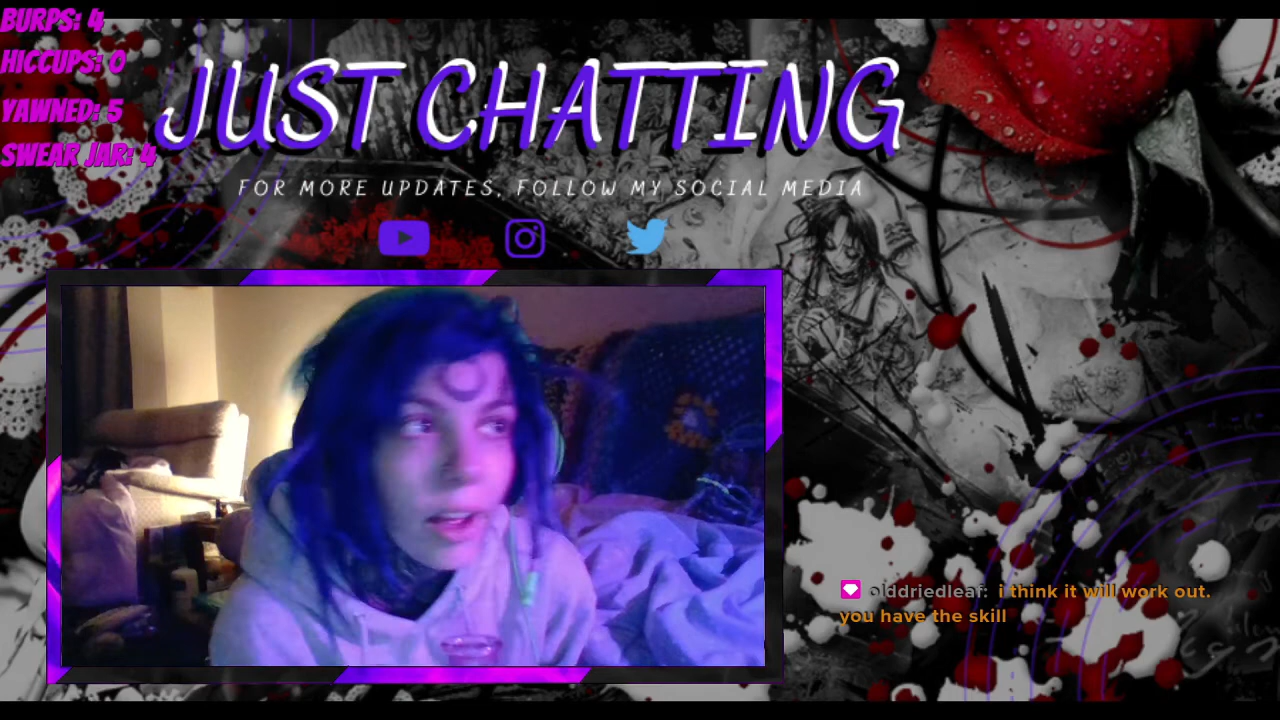 BURPS: 4
HICCUPS: 0
YAWNED: 5
SWEAR JAR: 4
JUST CHATTING
FOR MORE UPDATES, FOLLOW MY SOCIAL MEDIA
olddriedleaf: i think it will work out.
you have the skill